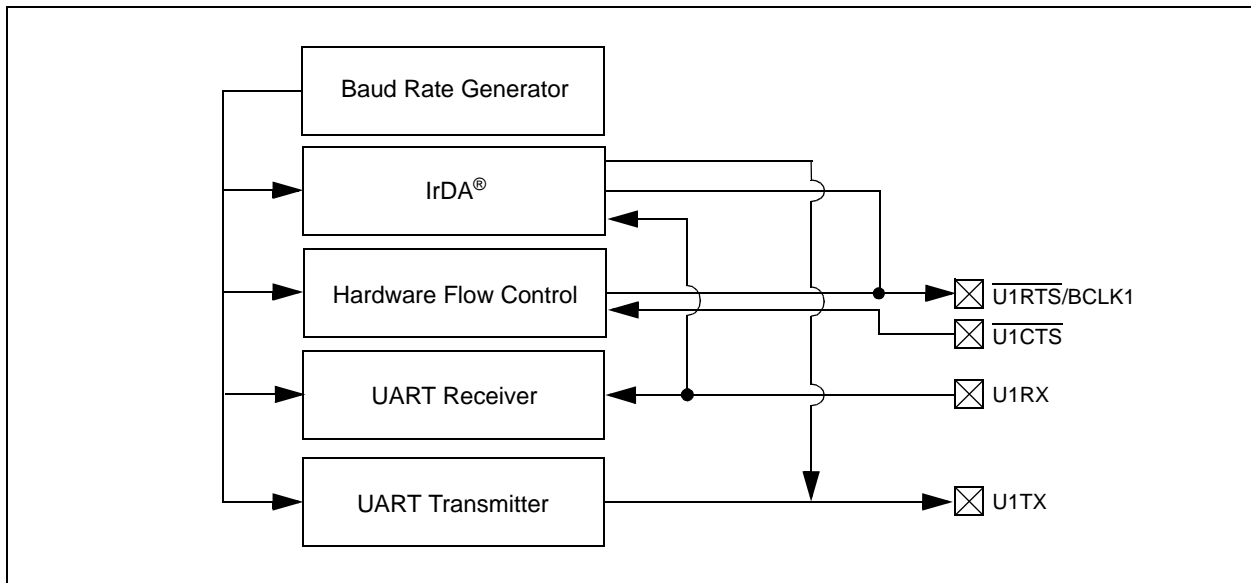 Baud Rate Generator
IrDA®
Hardware Flow Control
U1RTS/BCLK1
U1CTS
UART Receiver
U1RX
UART Transmitter
U1TX